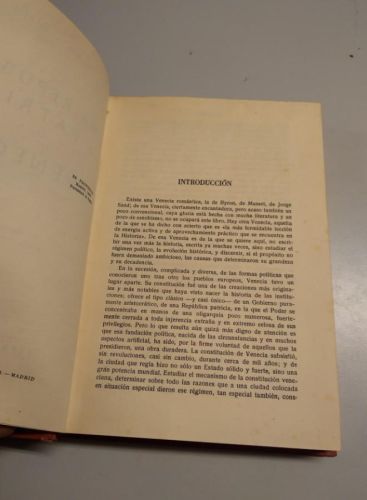 INTRODUCCIÓN
Existe una Venecia romántica, la de Byron, de Musset, de Jorge
Sand; de esa Venecia, ciertamente encantadora, pero acaso también un
poco convencional, cuya gloria está hecha con mucha literatura y un
poco de esnobismo, no se ocupará este libro. Hay otra Venecia, aquella
de la que se ha dicho con acierto que es «la más formidable lección
de energía activa y de aprovechamiento práctico que se encuentra en
la Historia». De esa Venecia es de la que se quiere aquí, no escri-
bir una vez más la historia, escrita ya muchas veces, sino estudiar el
régimen político, la evolución histórica, y discernir, si el propósito no
fuera demasiado ambicioso, las causas que determinaron su grandeza
y su decadencia.
En la sucesión, complicada y diversa, de las formas políticas que
conocieron uno tras otro los pueblos europeos, Venecia tuvo un
lugar aparte. Su constitución fué una de las creaciones más origina-
les y más notables que haya visto nacer la historia de las institu-
ciones; ofrece el tipo clásico —y casi único— de un Gobierno pura-
mente aristocrático, de una República patricia, en el que el Poder se
concentraba en manos de una oligarquía poco numerosa, fuerte-
mente cerrada a toda injerencia extraña y en extremo celosa de sus
privilegios. Pero lo que resulta aún quizá más digno de atención es
que esa fundación política, nacida de las circunstancias y en muchos
aspectos artificial, ha sido, por la firme voluntad de aquellos que la
presidieron, una obra duradera. La constitución de Venecia subsistió,
sin revoluciones, casi sin cambio, durante cerca de mil años; y de
la ciudad que regía hizo no sólo un Estado sólido y fuerte, sino una
gran potencia mundial. Estudiar el mecanismo de la constitución vene-
ciana, determinar sobre todo las razones que a una ciudad colocada
en situación especial dieron ese régimen, tan especial también, cons-
— MADRID